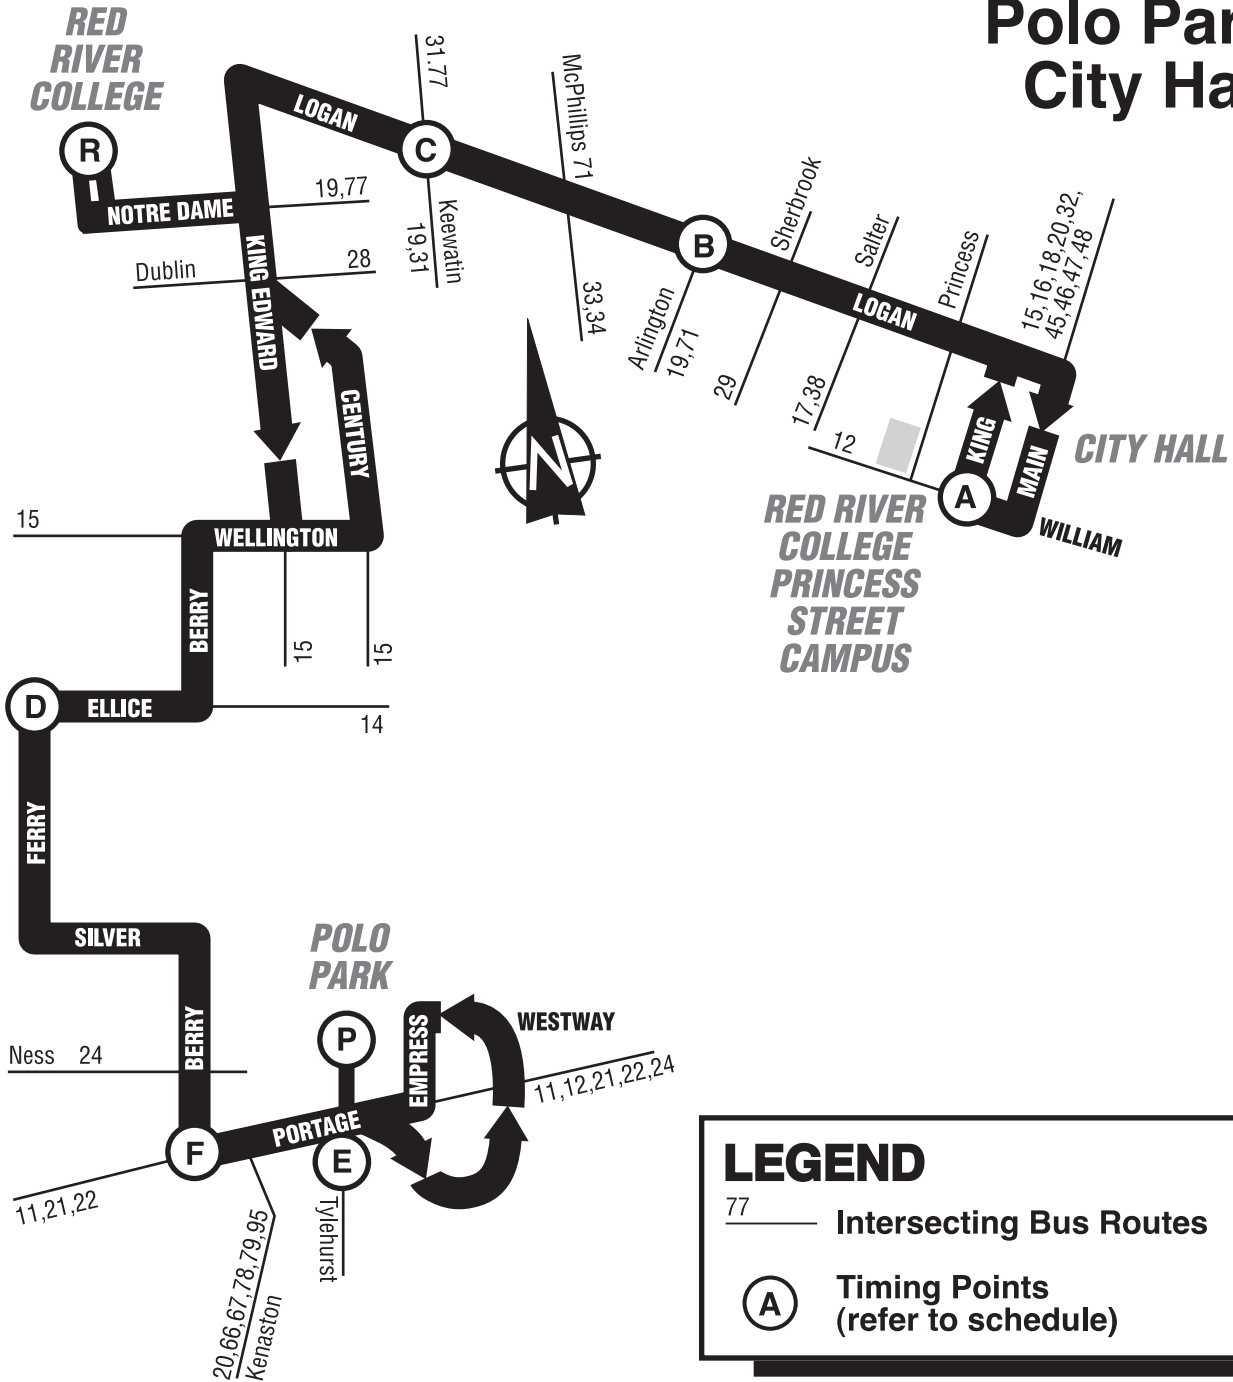 Polo Par
City Ha
RED
RIVER
COLLEGE
R
NOTRE DAME
19,77
Dublin
28
KING EDWARD
LOGAN
31.77
C
Keewatin
19,31
McPhillips 71
33,34
B
Arlington
19,71
Sherbrook
29
Salter
17,38
LOGAN
Princess
15,16,18,20,32,
45,46,47,48
12
KING
MAIN
CITY HALL
A
WILLIAM
RED RIVER
COLLEGE
PRINCESS
STREET
CAMPUS
N
CENTURY
15
WELLINGTON
15
15
BERRY
D
ELLICE
14
FERRY
SILVER
BERRY
Ness 24
POLO
PARK
P
EMPRESS
WESTWAY
11,12,21,22,24
PORTAGE
F
E
11,21,22
Tylehurst
20,66,67,78,79,95
Kenaston
LEGEND
77
Intersecting Bus Routes
A
Timing Points
(refer to schedule)